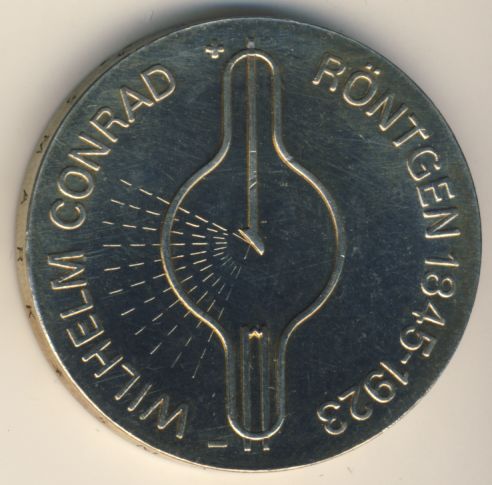 WILHELM CONRAD
RÖNTGEN 1845-1923
+
-